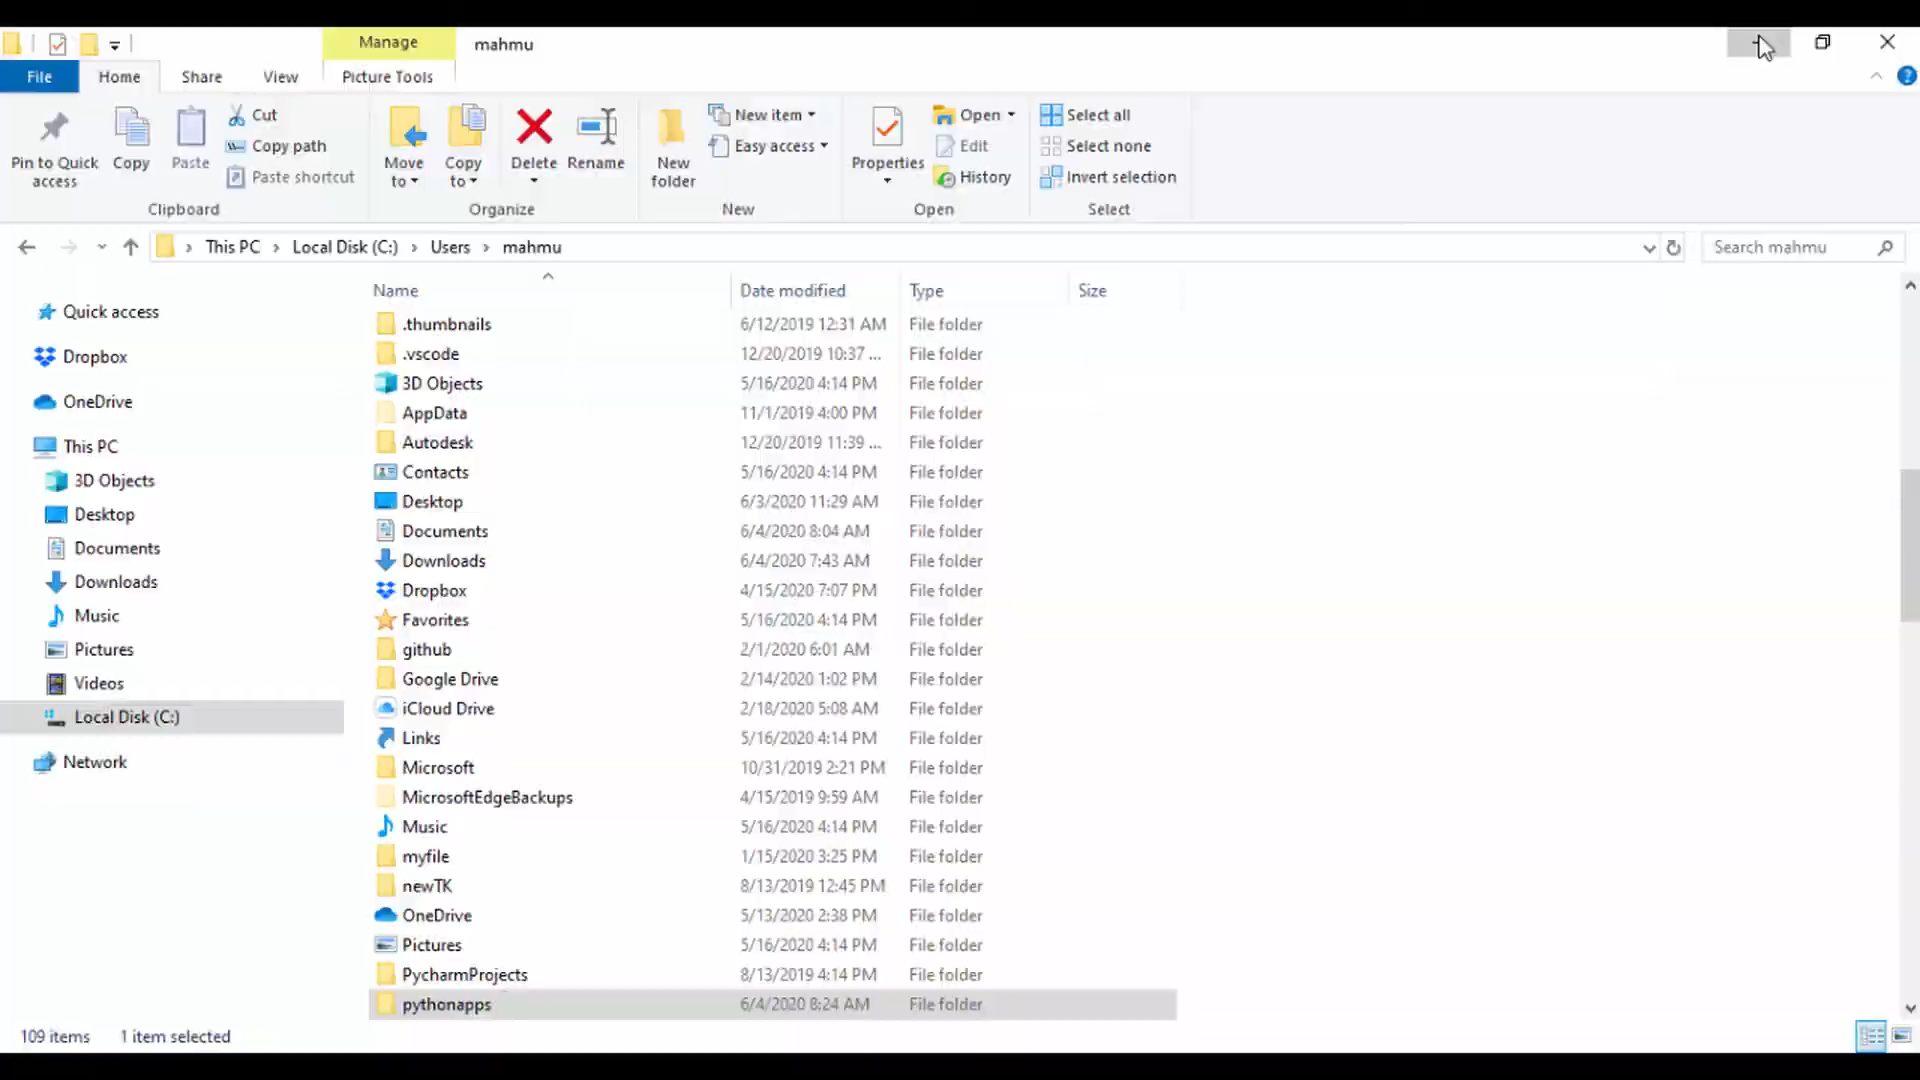 Manage
mahmu
File
Home
Share
View
Picture Tools
Pin to Quick access
Copy
Paste
Cut
Copy path
Paste shortcut
Clipboard
Move to
Copy to
Delete
Rename
Organize
New folder
New item
Easy access
New
Properties
Open
Edit
History
Open
Select all
Select none
Invert selection
Select
This PC > Local Disk (C:) > Users > mahmu
Search mahmu
Quick access
Dropbox
OneDrive
This PC
3D Objects
Desktop
Documents
Downloads
Music
Pictures
Videos
Local Disk (C:)
Network
Name Date modified Type Size
.thumbnails 6/12/2019 12:31 AM File folder
.vscode 12/20/2019 10:37 ... File folder
3D Objects 5/16/2020 4:14 PM File folder
AppData 11/1/2019 4:00 PM File folder
Autodesk 12/20/2019 11:39 ... File folder
Contacts 5/16/2020 4:14 PM File folder
Desktop 6/3/2020 11:29 AM File folder
Documents 6/4/2020 8:04 AM File folder
Downloads 6/4/2020 7:43 AM File folder
Dropbox 4/15/2020 7:07 PM File folder
Favorites 5/16/2020 4:14 PM File folder
github 2/1/2020 6:01 AM File folder
Google Drive 2/14/2020 1:02 PM File folder
iCloud Drive 2/18/2020 5:08 AM File folder
Links 5/16/2020 4:14 PM File folder
Microsoft 10/31/2019 2:21 PM File folder
MicrosoftEdgeBackups 4/15/2019 9:59 AM File folder
Music 5/16/2020 4:14 PM File folder
myfile 1/15/2020 3:25 PM File folder
newTK 8/13/2019 12:45 PM File folder
OneDrive 5/13/2020 2:38 PM File folder
Pictures 5/16/2020 4:14 PM File folder
PycharmProjects 8/13/2019 4:14 PM File folder
pythonapps 6/4/2020 8:24 AM File folder
109 items 1 item selected